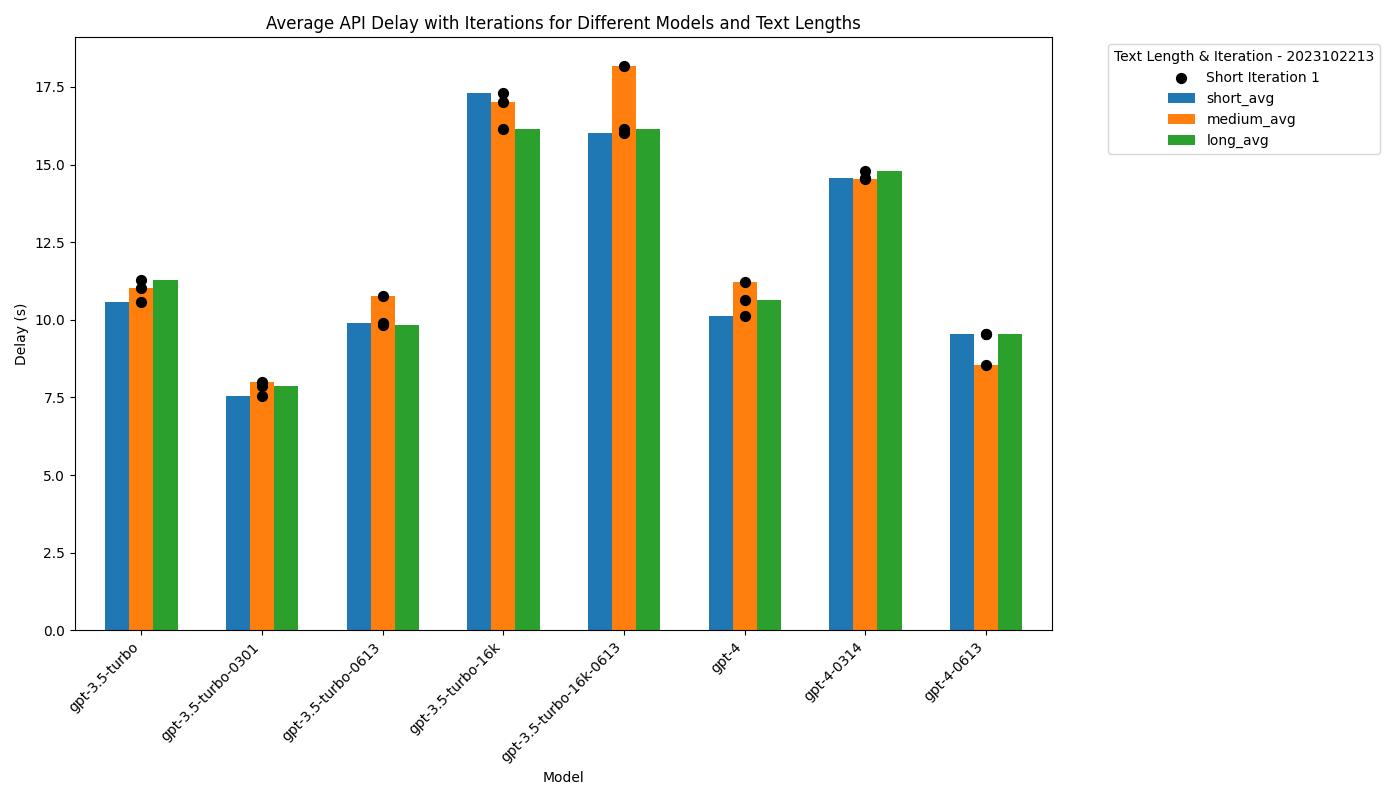 Average API Delay with Iterations for Different Models and Text Lengths
Text Length & Iteration - 2023102213
Short Iteration 1
short_avg
medium_avg
long_avg
Delay (s)
17.5
15.0
12.5
10.0
7.5
5.0
2.5
0.0
gpt-3.5-turbo
gpt-3.5-turbo-0301
gpt-3.5-turbo-0613
gpt-3.5-turbo-16k
gpt-3.5-turbo-16k-0613
gpt-4
gpt-4-0314
gpt-4-0613
Model